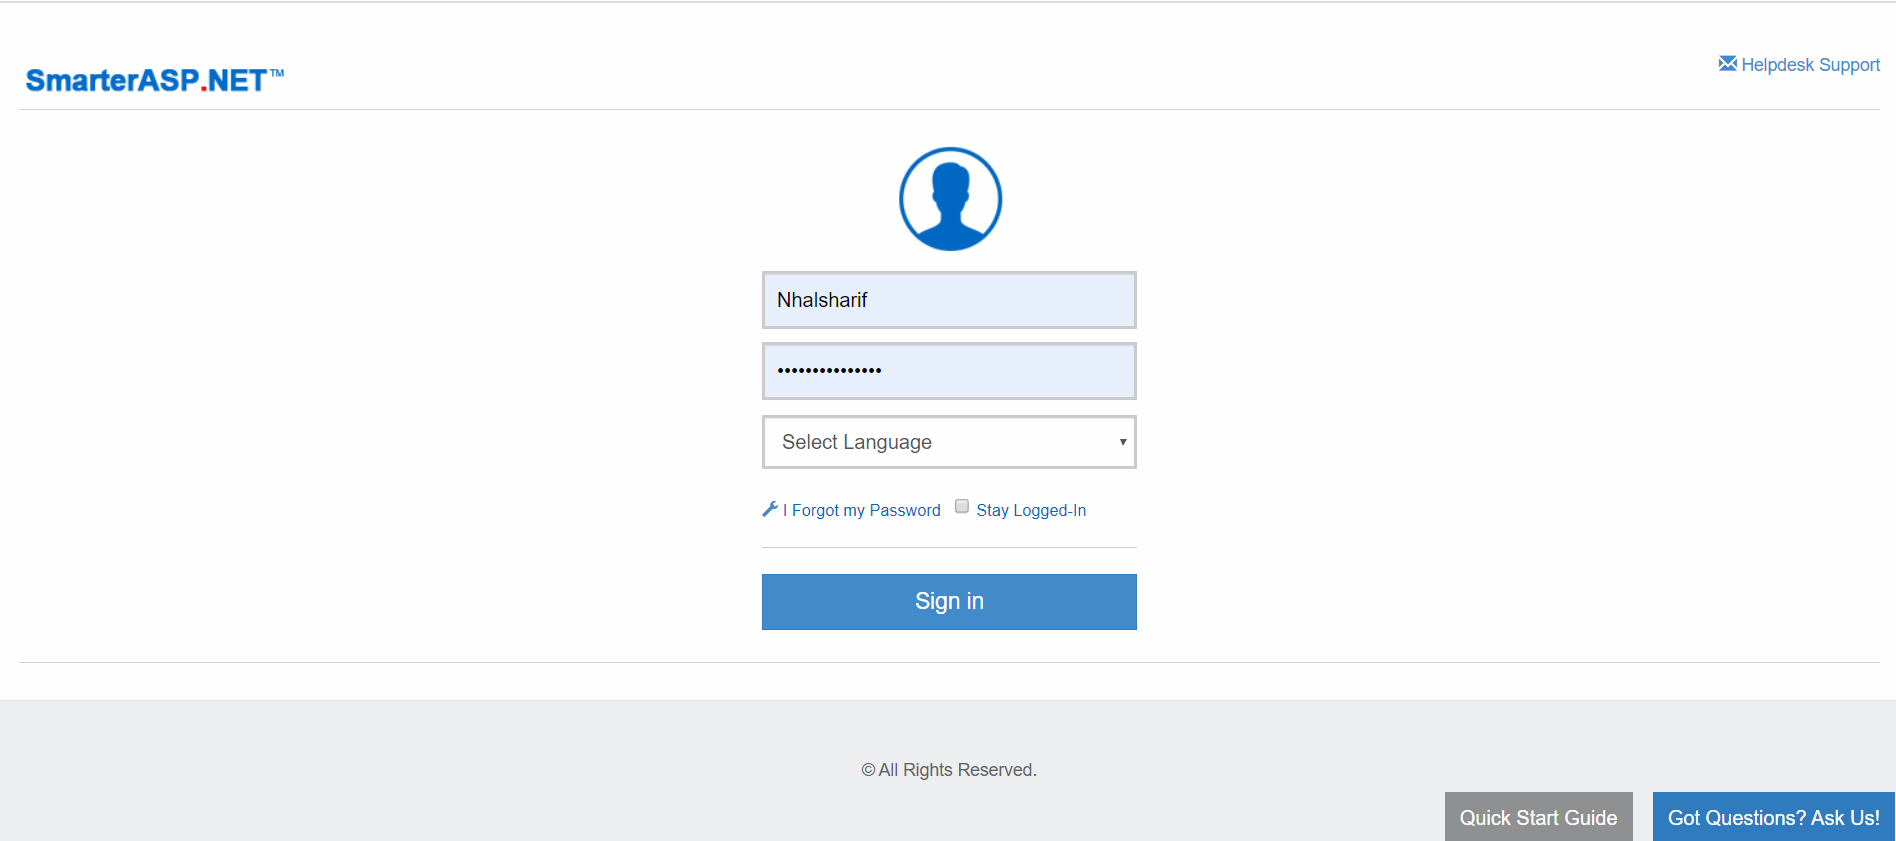 SmarterASP.NET™
Helpdesk Support
Nhalsharif
•••••••••••••••
Select Language
I Forgot my Password Stay Logged-In
Sign in
© All Rights Reserved.
Quick Start Guide
Got Questions? Ask Us!